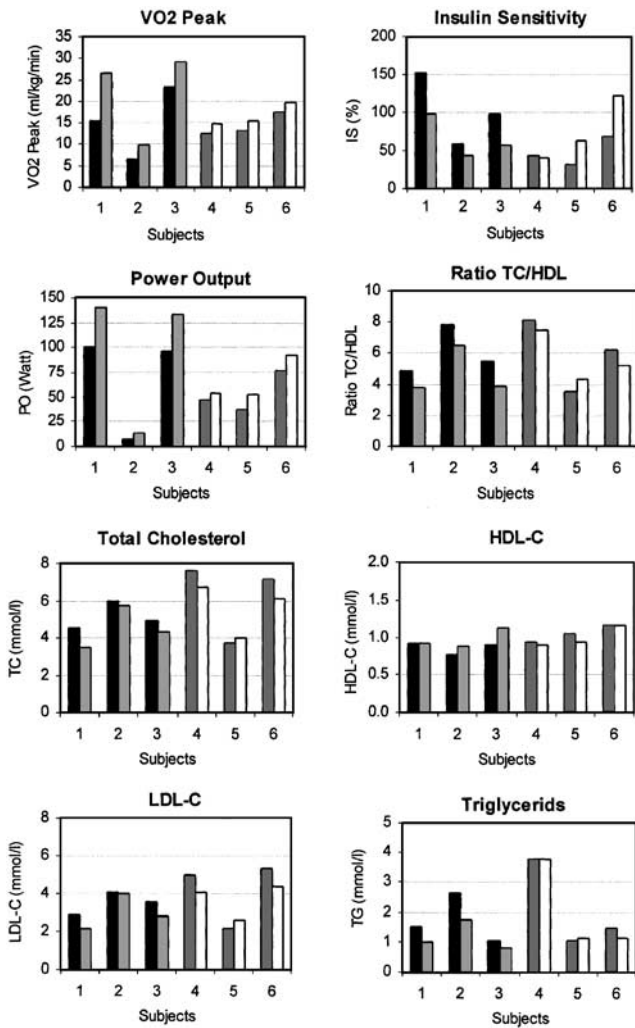 VO2 Peak
VO2 Peak (ml/kg/min)
35
30
25
20
15
10
5
0
1 2 3 4 5 6
Subjects
Insulin Sensitivity
IS (%)
200
150
100
50
0
1 2 3 4 5 6
Subjects
Power Output
PO (Watt)
150
125
100
75
50
25
0
1 2 3 4 5 6
Subjects
Ratio TC/HDL
Ratio TC/HDL
10
8
6
4
2
0
1 2 3 4 5 6
Subjects
Total Cholesterol
TC (mmol/l)
8
6
4
2
0
1 2 3 4 5 6
Subjects
HDL-C
HDL-C (mmol/l)
2.0
1.5
1.0
0.5
0.0
1 2 3 4 5 6
Subjects
LDL-C
LDL-C (mmol/l)
8
6
4
2
0
1 2 3 4 5 6
Subjects
Triglycerids
TG (mmol/l)
5
4
3
2
1
0
1 2 3 4 5 6
Subjects